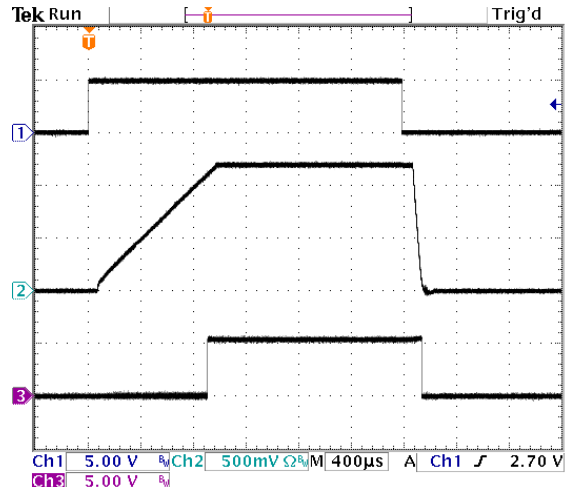 Tek Run Trig'd
T
T
1
2
3
Ch1 5.00 V BW Ch2 500mV ΩBW M 400µs A Ch1 ʃ 2.70 V
Ch3 5.00 V BW